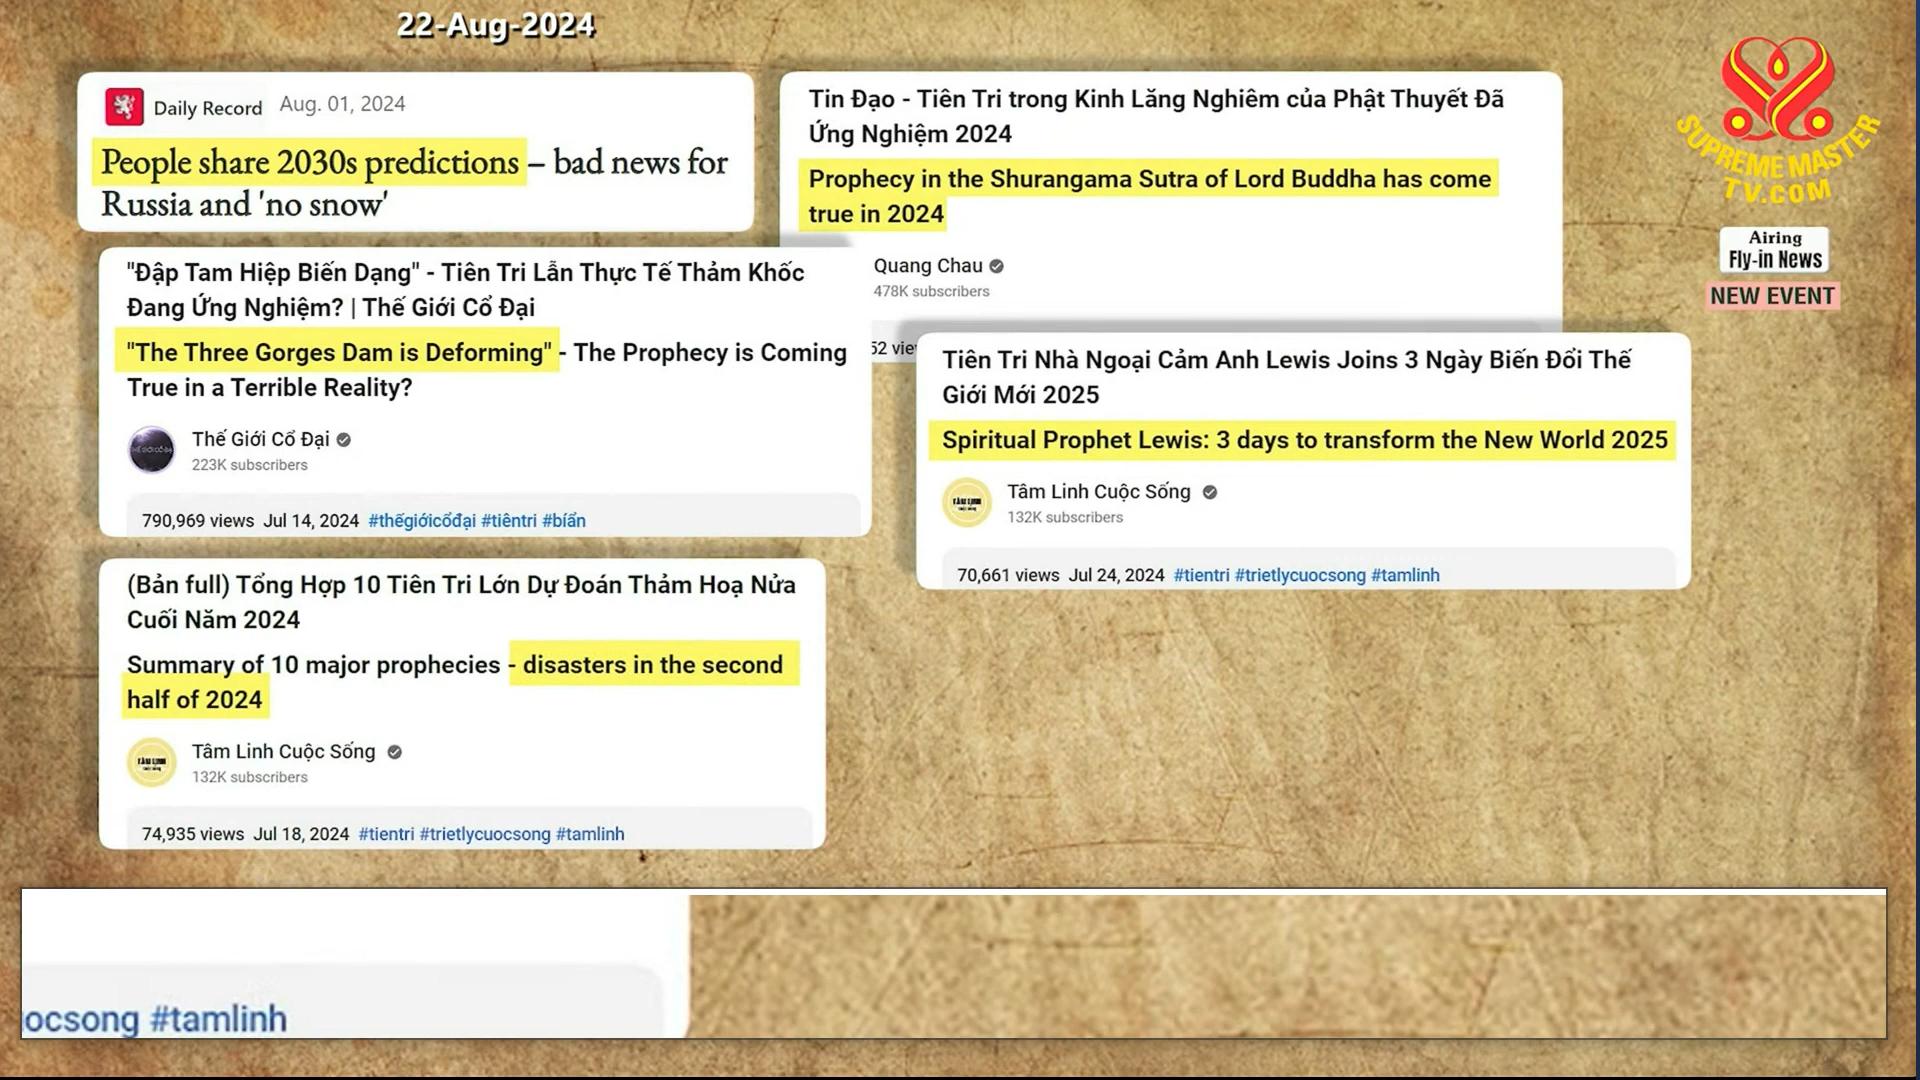 22-Aug-2024
Daily Record Aug. 01, 2024
People share 2030s predictions – bad news for
Russia and 'no snow'
Tin Đạo - Tiên Tri trong Kinh Lăng Nghiêm của Phật Thuyết Đã
Ứng Nghiệm 2024
Prophecy in the Shurangama Sutra of Lord Buddha has come
true in 2024
Quang Chau
478K subscribers
52 vie
"Đập Tam Hiệp Biến Dạng" - Tiên Tri Lẫn Thực Tế Thảm Khốc
Đang Ứng Nghiệm? | Thế Giới Cổ Đại
"The Three Gorges Dam is Deforming" - The Prophecy is Coming
True in a Terrible Reality?
Thế Giới Cổ Đại
223K subscribers
790,969 views Jul 14, 2024 #thếgiớicổđại #tiêntri #bíẩn
Tiên Tri Nhà Ngoại Cảm Anh Lewis Joins 3 Ngày Biến Đổi Thế
Giới Mới 2025
Spiritual Prophet Lewis: 3 days to transform the New World 2025
Tâm Linh Cuộc Sống
132K subscribers
70,661 views Jul 24, 2024 #tientri #trietlycuocsong #tamlinh
(Bản full) Tổng Hợp 10 Tiên Tri Lớn Dự Đoán Thảm Hoạ Nửa
Cuối Năm 2024
Summary of 10 major prophecies - disasters in the second
half of 2024
Tâm Linh Cuộc Sống
132K subscribers
74,935 views Jul 18, 2024 #tientri #trietlycuocsong #tamlinh
SUPREME MASTER
TV.COM
Airing
Fly-in News
NEW EVENT
ocsong #tamlinh